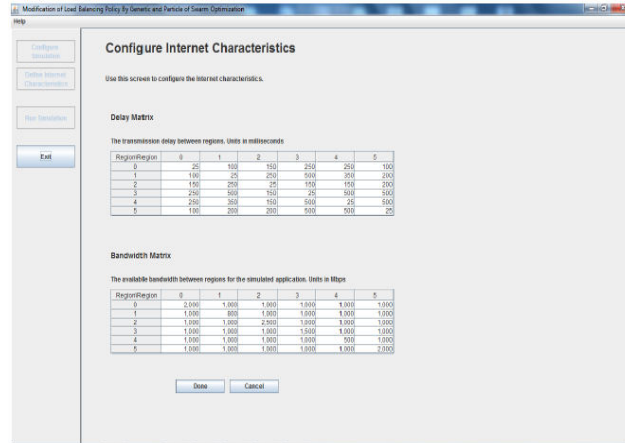 Modification of Load Balancing Policy By Genetic and Particle of Swarm Optimization
Help
Configure Simulation
Define Internet Characteristics
Run Simulation
Exit
Configure Internet Characteristics
Use this screen to configure the Internet characteristics.
Delay Matrix
The transmission delay between regions. Units in milliseconds
Region\Region 0 1 2 3 4 5
0 25 100 150 250 250 100
1 100 25 250 500 350 200
2 150 250 25 150 150 200
3 250 500 150 25 500 500
4 250 350 150 500 25 500
5 100 200 200 500 500 25
Bandwidth Matrix
The available bandwidth between regions for the simulated application. Units in Mbps
Region\Region 0 1 2 3 4 5
0 2,000 1,000 1,000 1,000 1,000 1,000
1 1,000 800 1,000 1,000 1,000 1,000
2 1,000 1,000 2,500 1,000 1,000 1,000
3 1,000 1,000 1,000 1,500 1,000 1,000
4 1,000 1,000 1,000 1,000 500 1,000
5 1,000 1,000 1,000 1,000 1,000 2,000
Done Cancel